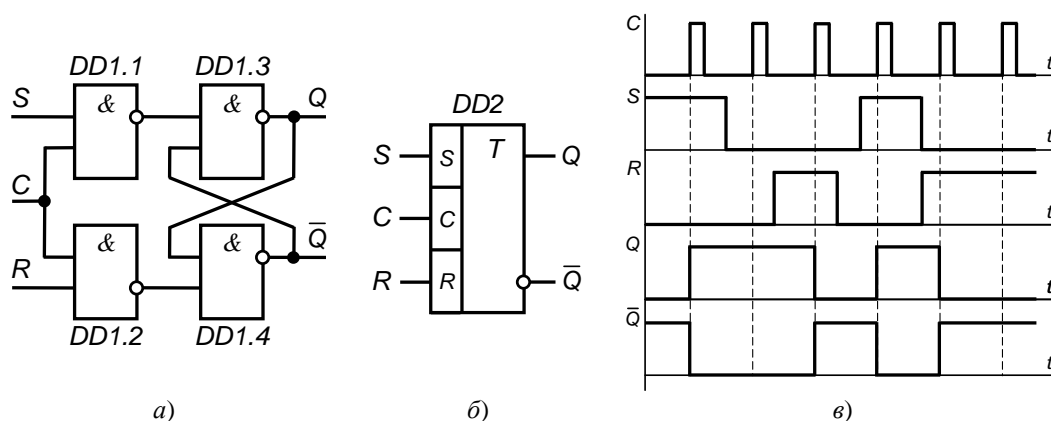 DD1.1 DD1.3
S & & Q
C
R & & Q̅
DD1.2 DD1.4
а)
DD2
S S T Q
C C
R R Q̅
б)
C t
S t
R t
Q t
Q̅ t
в)